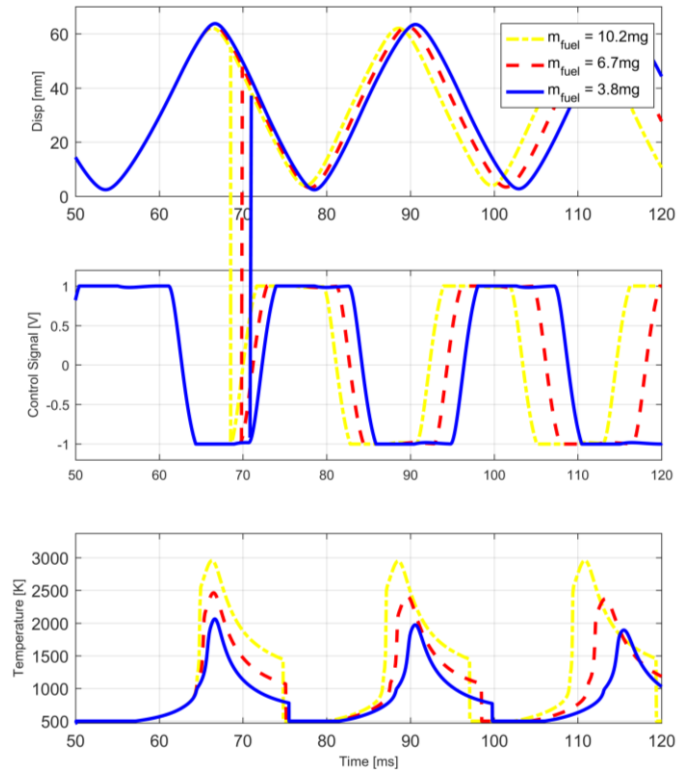 60
40
20
0
Disp [mm]
m_fuel = 10.2mg
m_fuel = 6.7mg
m_fuel = 3.8mg
50 60 70 80 90 100 110 120
1
0.5
0
-0.5
-1
Control Signal [V]
50 60 70 80 90 100 110 120
3000
2500
2000
1500
1000
500
Temperature [K]
50 60 70 80 90 100 110 120
Time [ms]